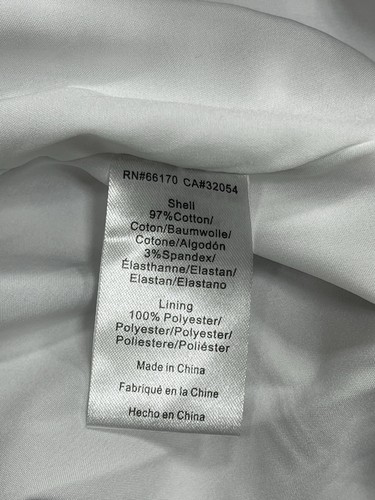 RN#66170 CA#32054
Shell
97%Cotton/
Coton/Baumwolle/
Cotone/Algodón
3%Spandex/
Élasthanne/Elastan/
Elastan/Elastano
Lining
100% Polyester/
Polyester/Polyester/
Poliestere/Poliéster
Made in China
Fabriqué en la Chine
Hecho en China